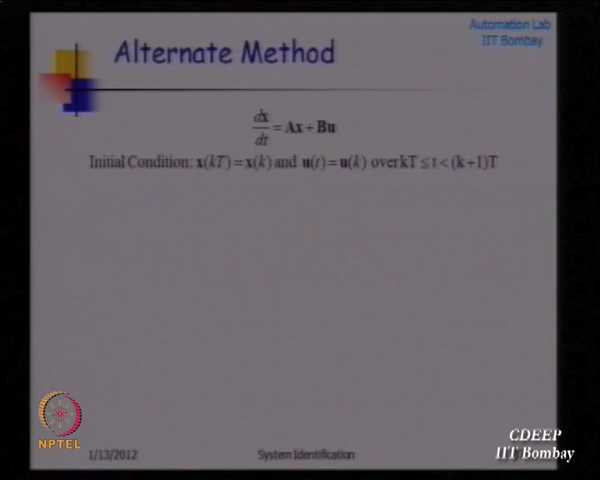 Automation Lab
IIT Bombay
Alternate Method
dx/dt = Ax + Bu
Initial Condition: x(kT) = x(k) and u(t) = u(k) over kT ≤ t < (k+1)T
NPTEL
1/13/2012
System Identification
CDEEP
IIT Bombay